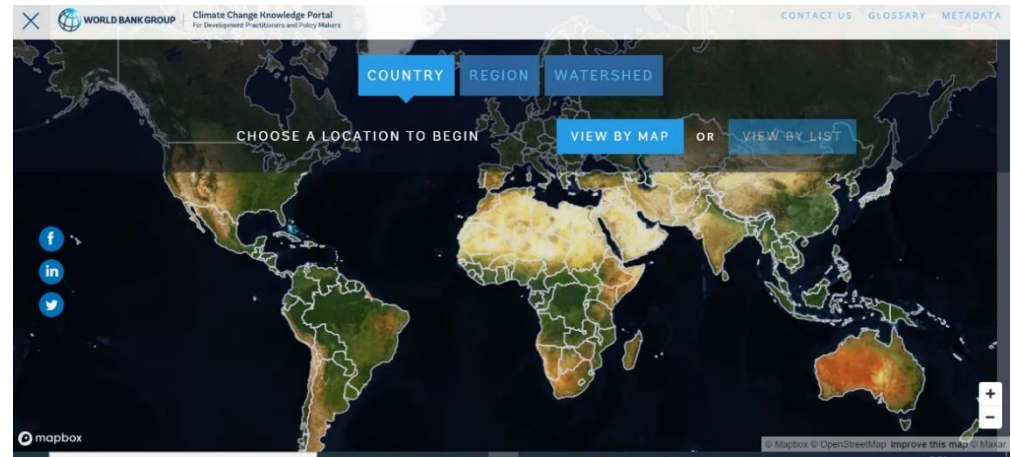 WORLD BANK GROUP
Climate Change Knowledge Portal
For Development Practitioners and Policy Makers
CONTACT US GLOSSARY METADATA
COUNTRY REGION WATERSHED
CHOOSE A LOCATION TO BEGIN VIEW BY MAP OR VIEW BY LIST
f
in
+
−
mapbox
© Mapbox © OpenStreetMap Improve this map © Maxar